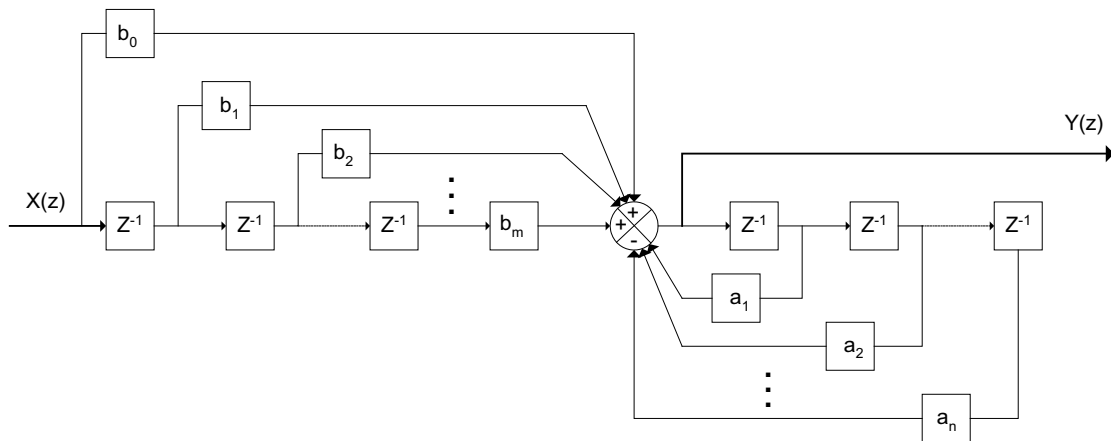 b₀
b₁
Y(z)
b₂
X(z)
Z⁻¹
Z⁻¹
Z⁻¹
bₘ
+
+
-
Z⁻¹
Z⁻¹
Z⁻¹
a₁
a₂
aₙ